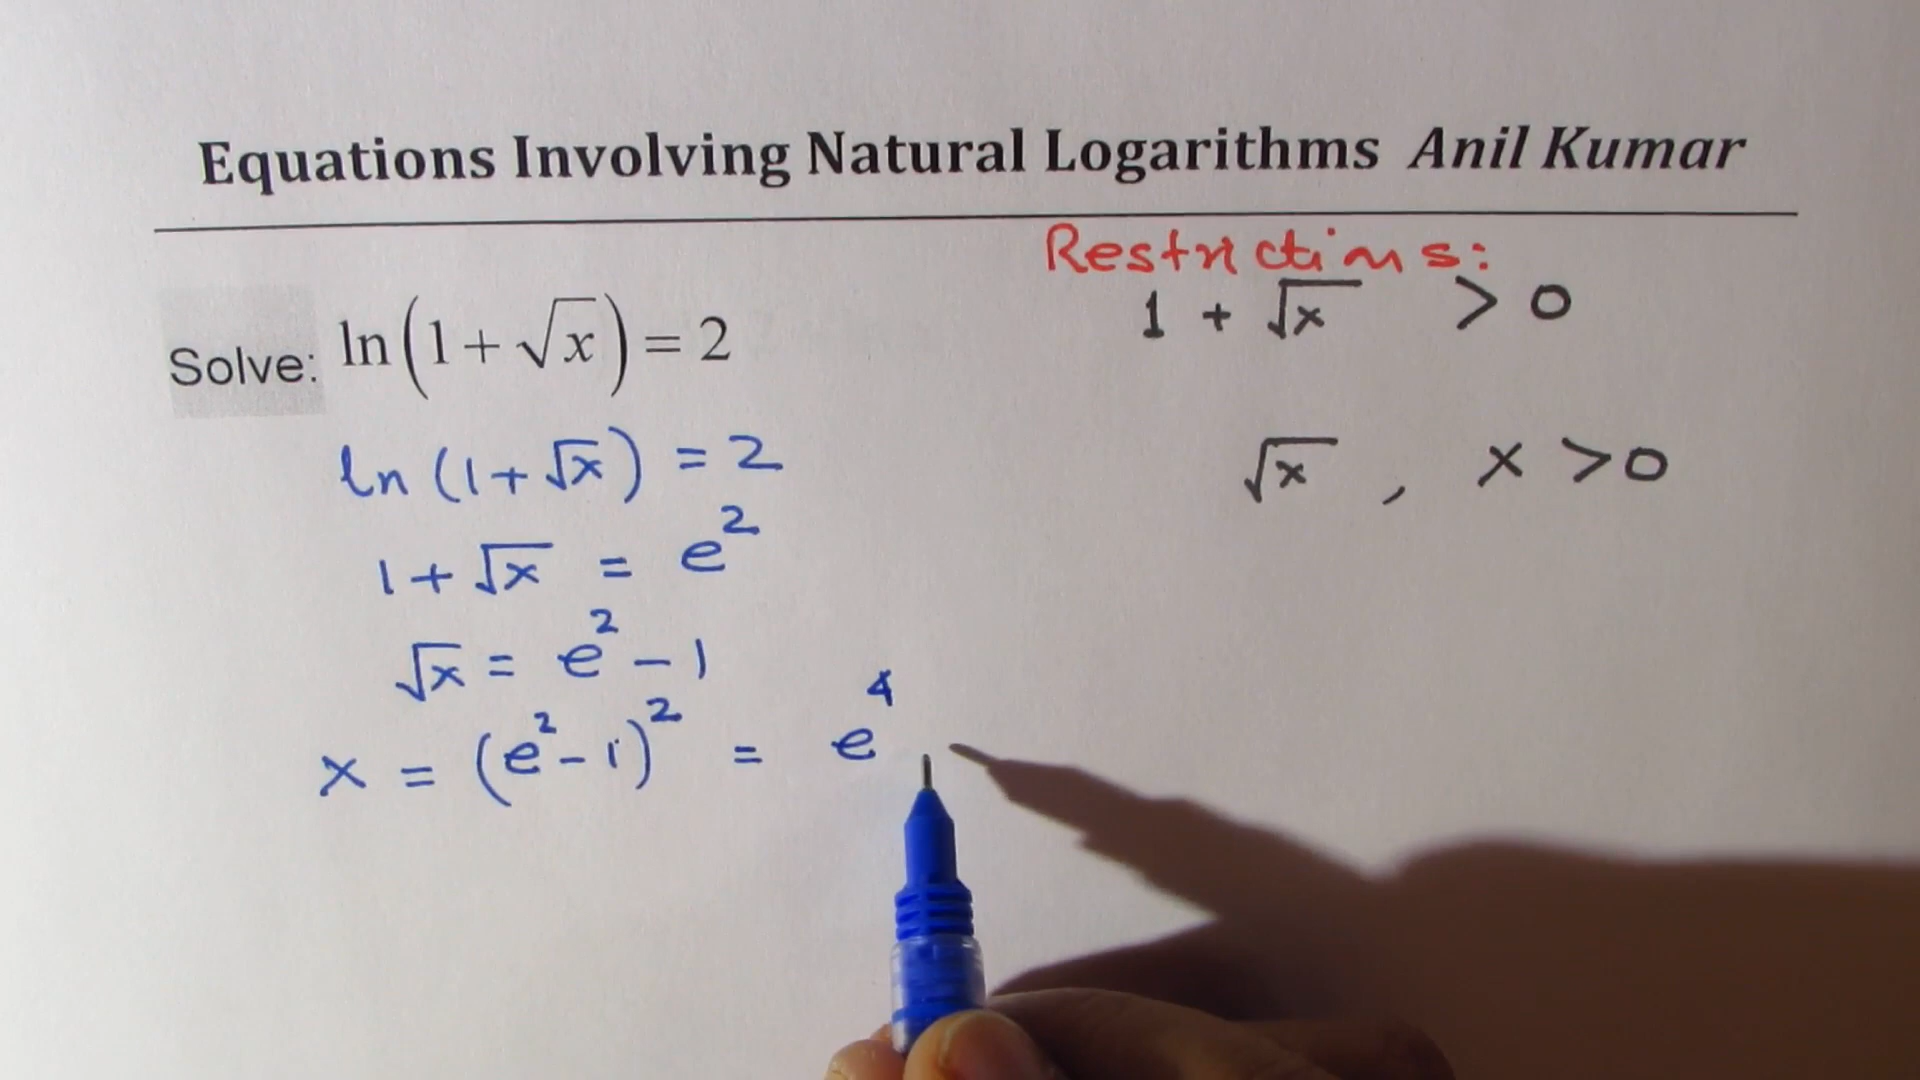 Equations Involving Natural Logarithms Anil Kumar
Restrictions:
Solve: ln(1 + √x) = 2
1 + √x > 0
ln (1 + √x) = 2
√x , x > 0
1 + √x = e²
√x = e² - 1
x = (e² - 1)² = e⁴